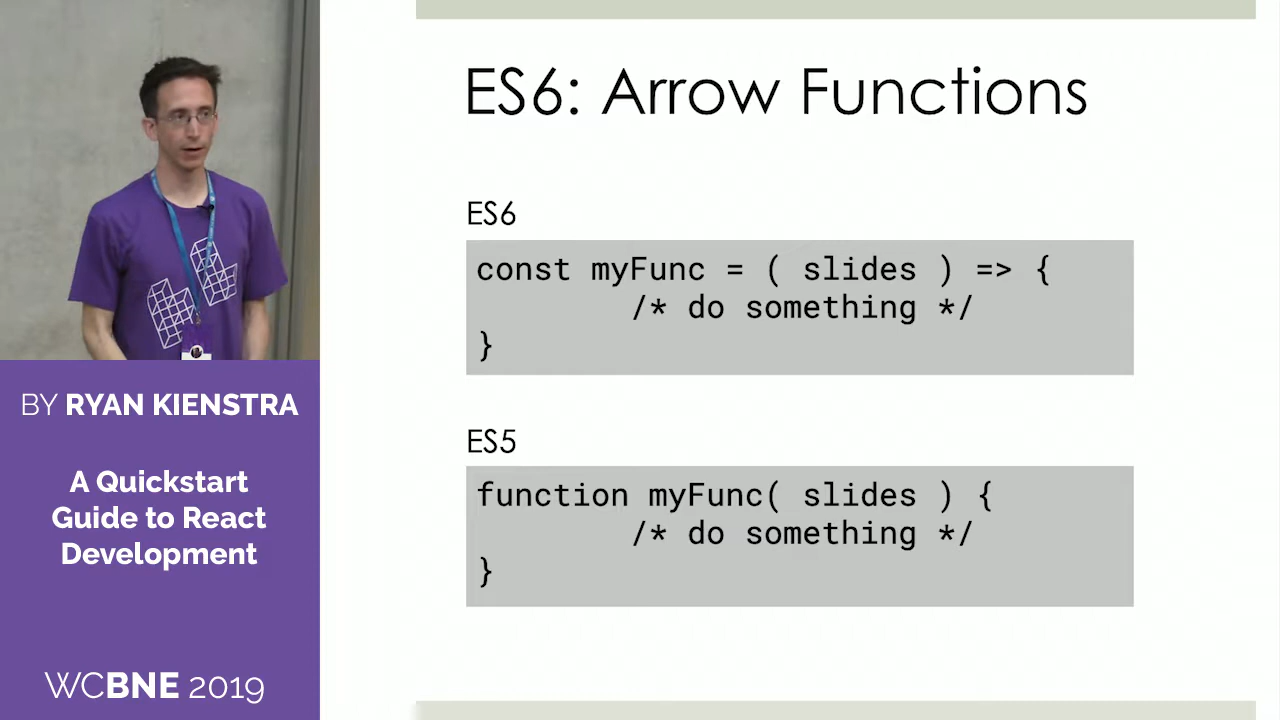 ES6: Arrow Functions
ES6
const myFunc = ( slides ) => {
/* do something */
}
ES5
function myFunc( slides ) {
/* do something */
}
BY RYAN KIENSTRA
A Quickstart
Guide to React
Development
WCBNE 2019